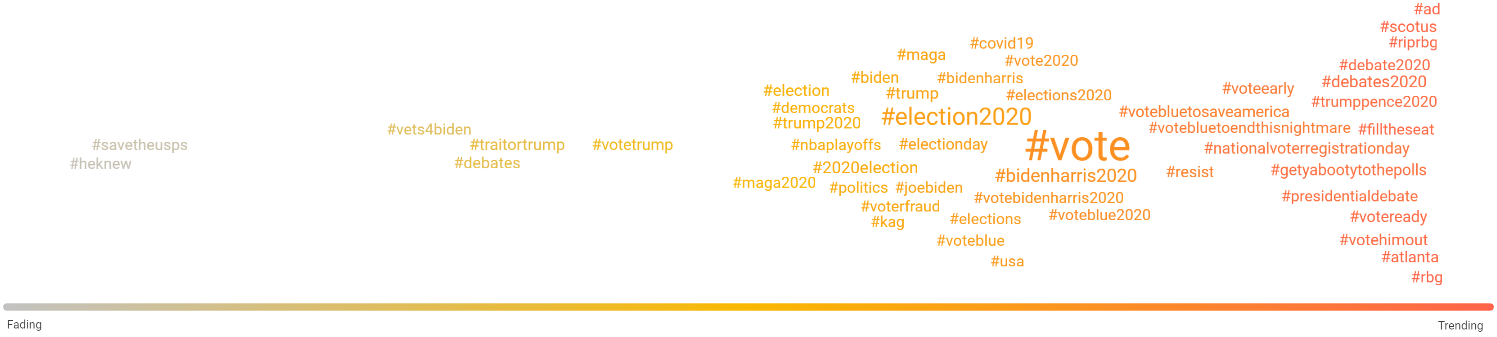 #ad
#scotus
#riprbg
#covid19
#maga
#vote2020
#debate2020
#biden
#bidenharris
#debates2020
#election
#trump
#elections2020
#voteearly
#trumppence2020
#democrats
#election2020
#votebluetosaveamerica
#trump2020
#vets4biden
#votebluetoendthisnightmare
#filltheseat
#savetheusps
#traitortrump
#votetrump
#nbaplayoffs
#electionday
#vote
#nationalvoterregistrationday
#heknew
#debates
#2020election
#bidenharris2020
#resist
#getyabootytothepolls
#maga2020
#politics
#joebiden
#votebidenharris2020
#presidentialdebate
#voterfraud
#kag
#elections
#voteblue2020
#voteready
#voteblue
#votehimout
#usa
#atlanta
#rbg
Fading
Trending